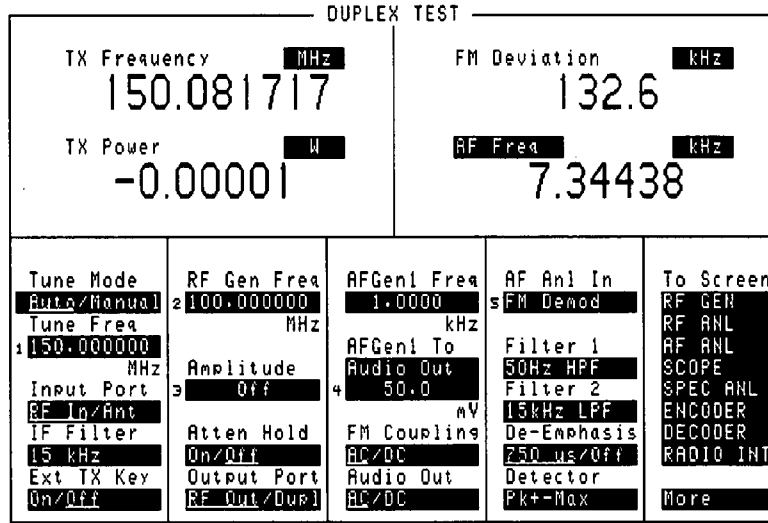 DUPLEX TEST
TX Frequency MHz
150.081717
TX Power W
-0.00001
FM Deviation kHz
132.6
AF Freq kHz
7.34438
Tune Mode
Auto/Manual
Tune Freq
1 150.000000
MHz
Input Port
RF In/Ant
IF Filter
15 kHz
Ext TX Key
On/Off
RF Gen Freq
2 100.000000
MHz
Amplitude
3 Off
Atten Hold
On/Off
Output Port
RF Out/Dupl
AFGen1 Freq
1.0000
kHz
AFGen1 To
Audio Out
4 50.0
mV
FM Coupling
AC/DC
Audio Out
AC/DC
AF Anl In
5 FM Demod
Filter 1
50Hz HPF
Filter 2
15kHz LPF
De-Emphasis
750 us/Off
Detector
Pk+-Max
To Screen
RF GEN
RF ANL
AF ANL
SCOPE
SPEC ANL
ENCODER
DECODER
RADIO INT
More